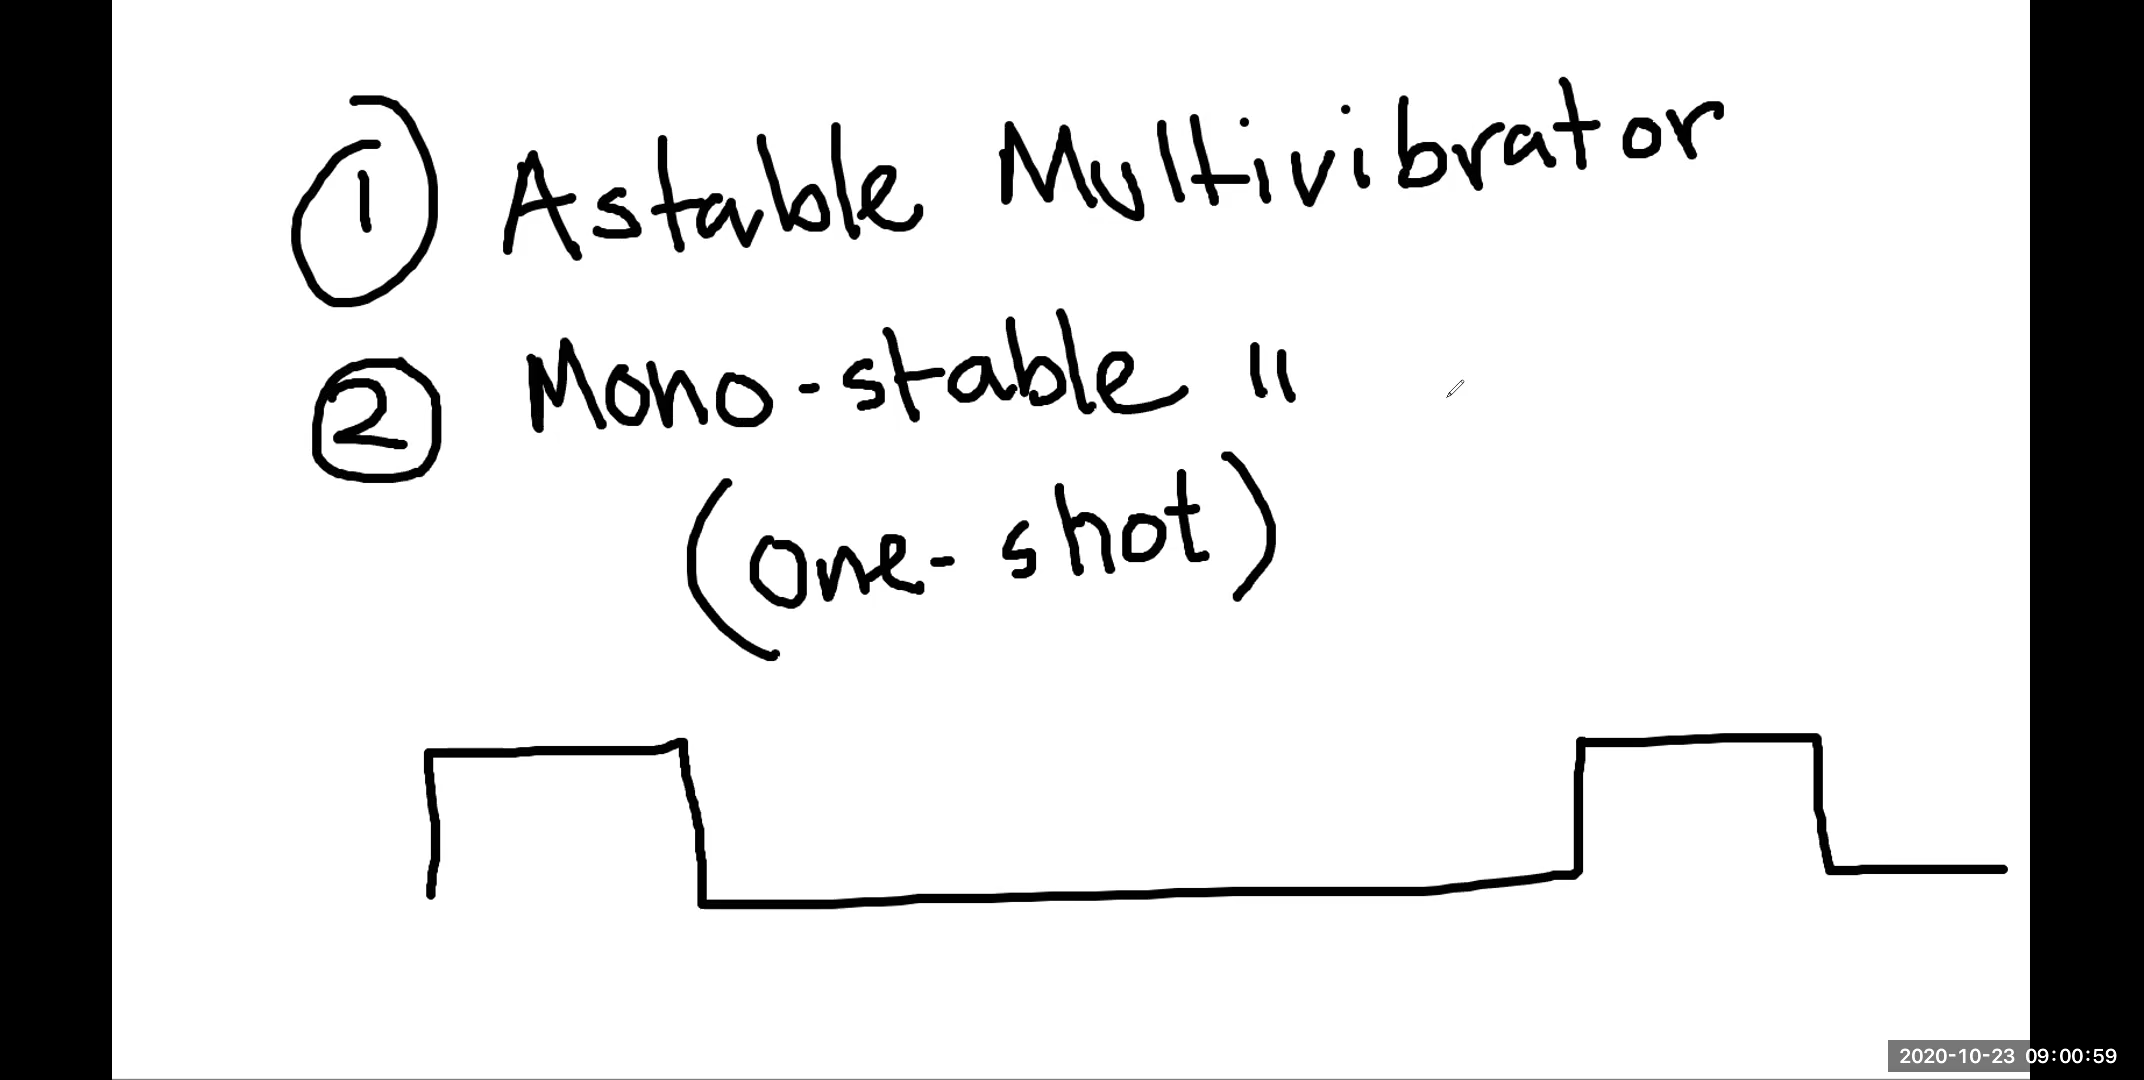 1 Astable Multivibrator
2 Mono-stable "
(one-shot)
2020-10-23 09:00:59